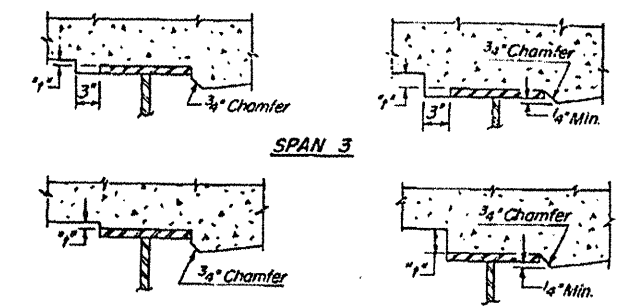 3/4" Chamfer
"t"
3"
3/4" Chamfer
"t"
3"
1/4" Min.
SPAN 3
"t"
3/4" Chamfer
3/4" Chamfer
"t"
1/4" Min.